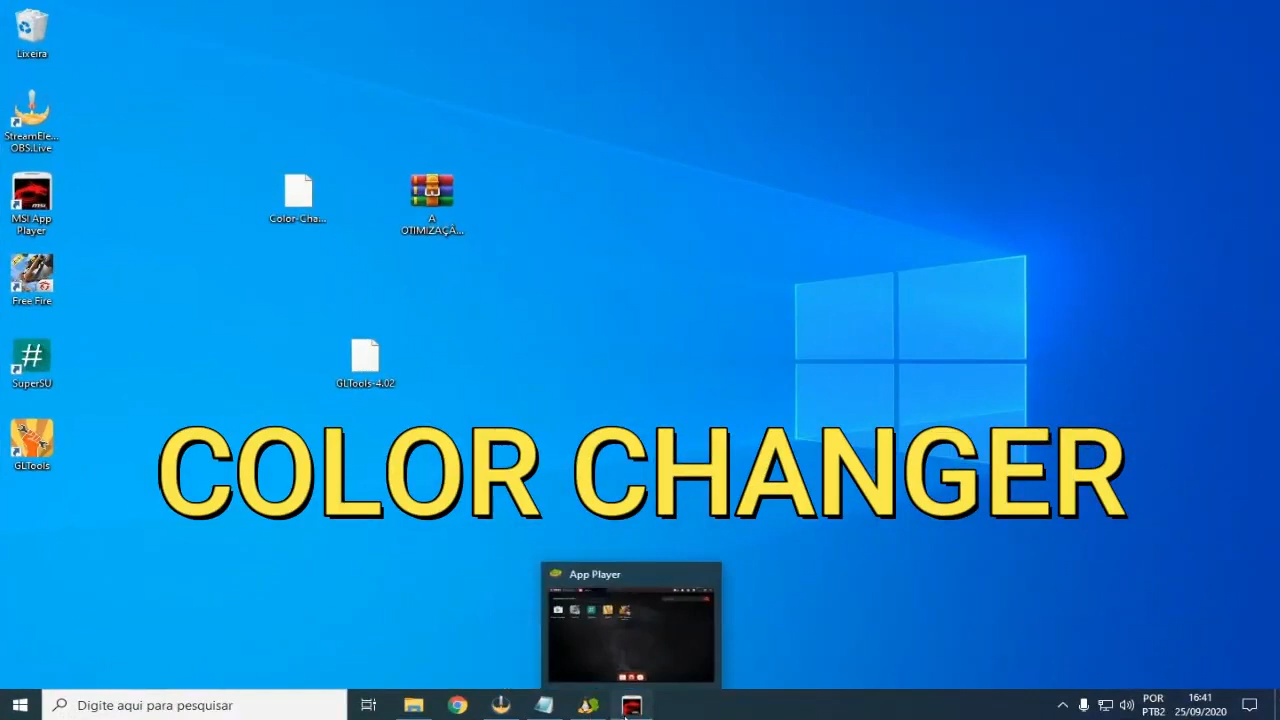 Lixeira
StreamEle...
OBS.Live
MSI App
Player
Free Fire
SuperSU
GLTools
Color-Cha...
A
OTIMIZAÇÃ...
GLTools-4.02
COLOR CHANGER
App Player
Digite aqui para pesquisar
POR
PTB2
16:41
25/09/2020